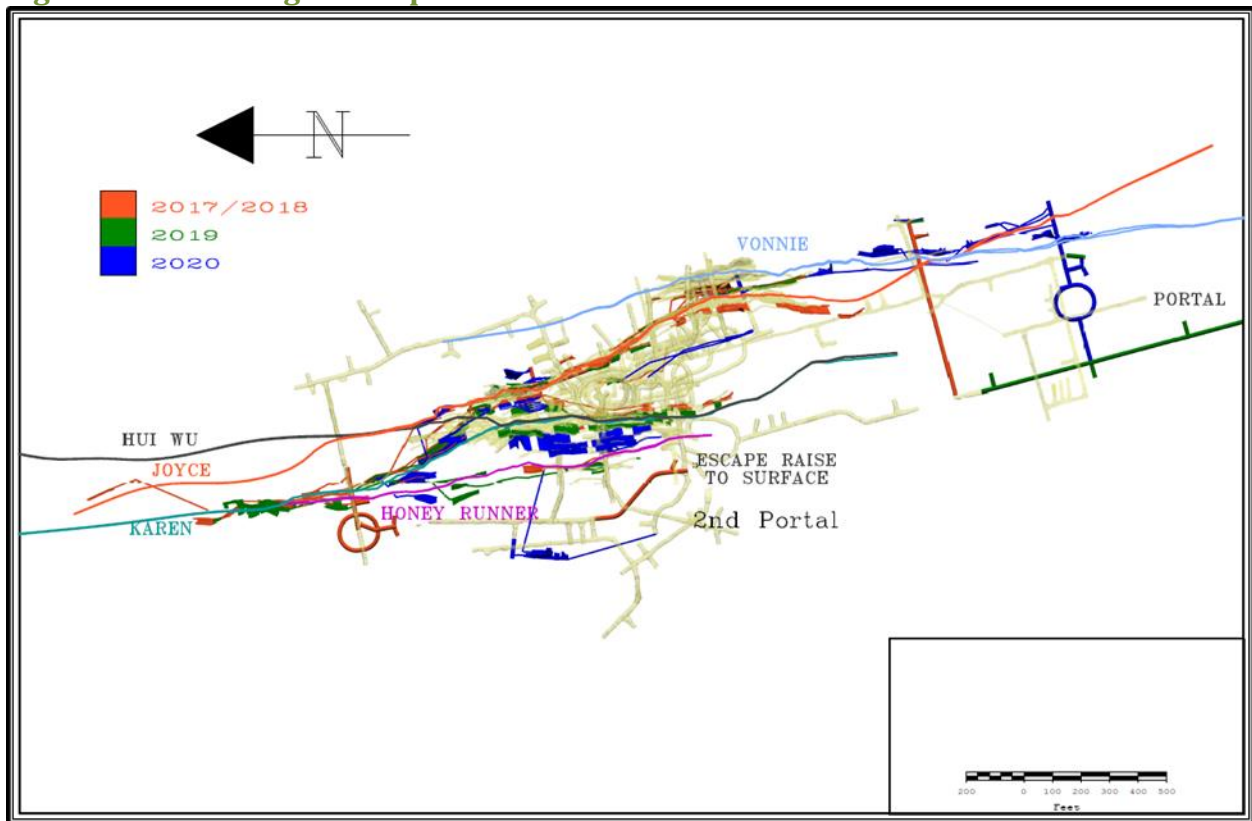 N
2017/2018
2019
2020
VONNIE
PORTAL
HUI WU
JOYCE
KAREN
HONEY RUNNER
ESCAPE RAISE
TO SURFACE
2nd Portal
200 0 100 200 300 400 500
Feet